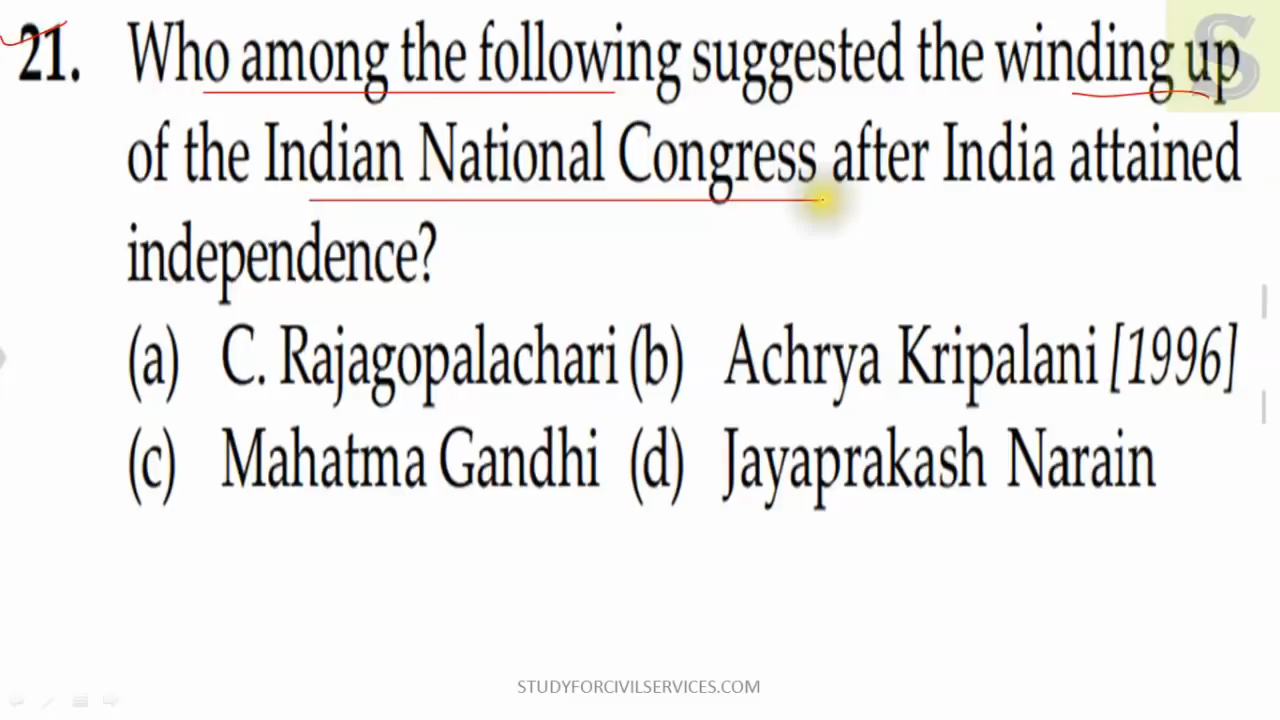 21. Who among the following suggested the winding up
of the Indian National Congress after India attained
independence?
(a) C. Rajagopalachari (b) Achrya Kripalani [1996]
(c) Mahatma Gandhi (d) Jayaprakash Narain
S
STUDYFORCIVILSERVICES.COM